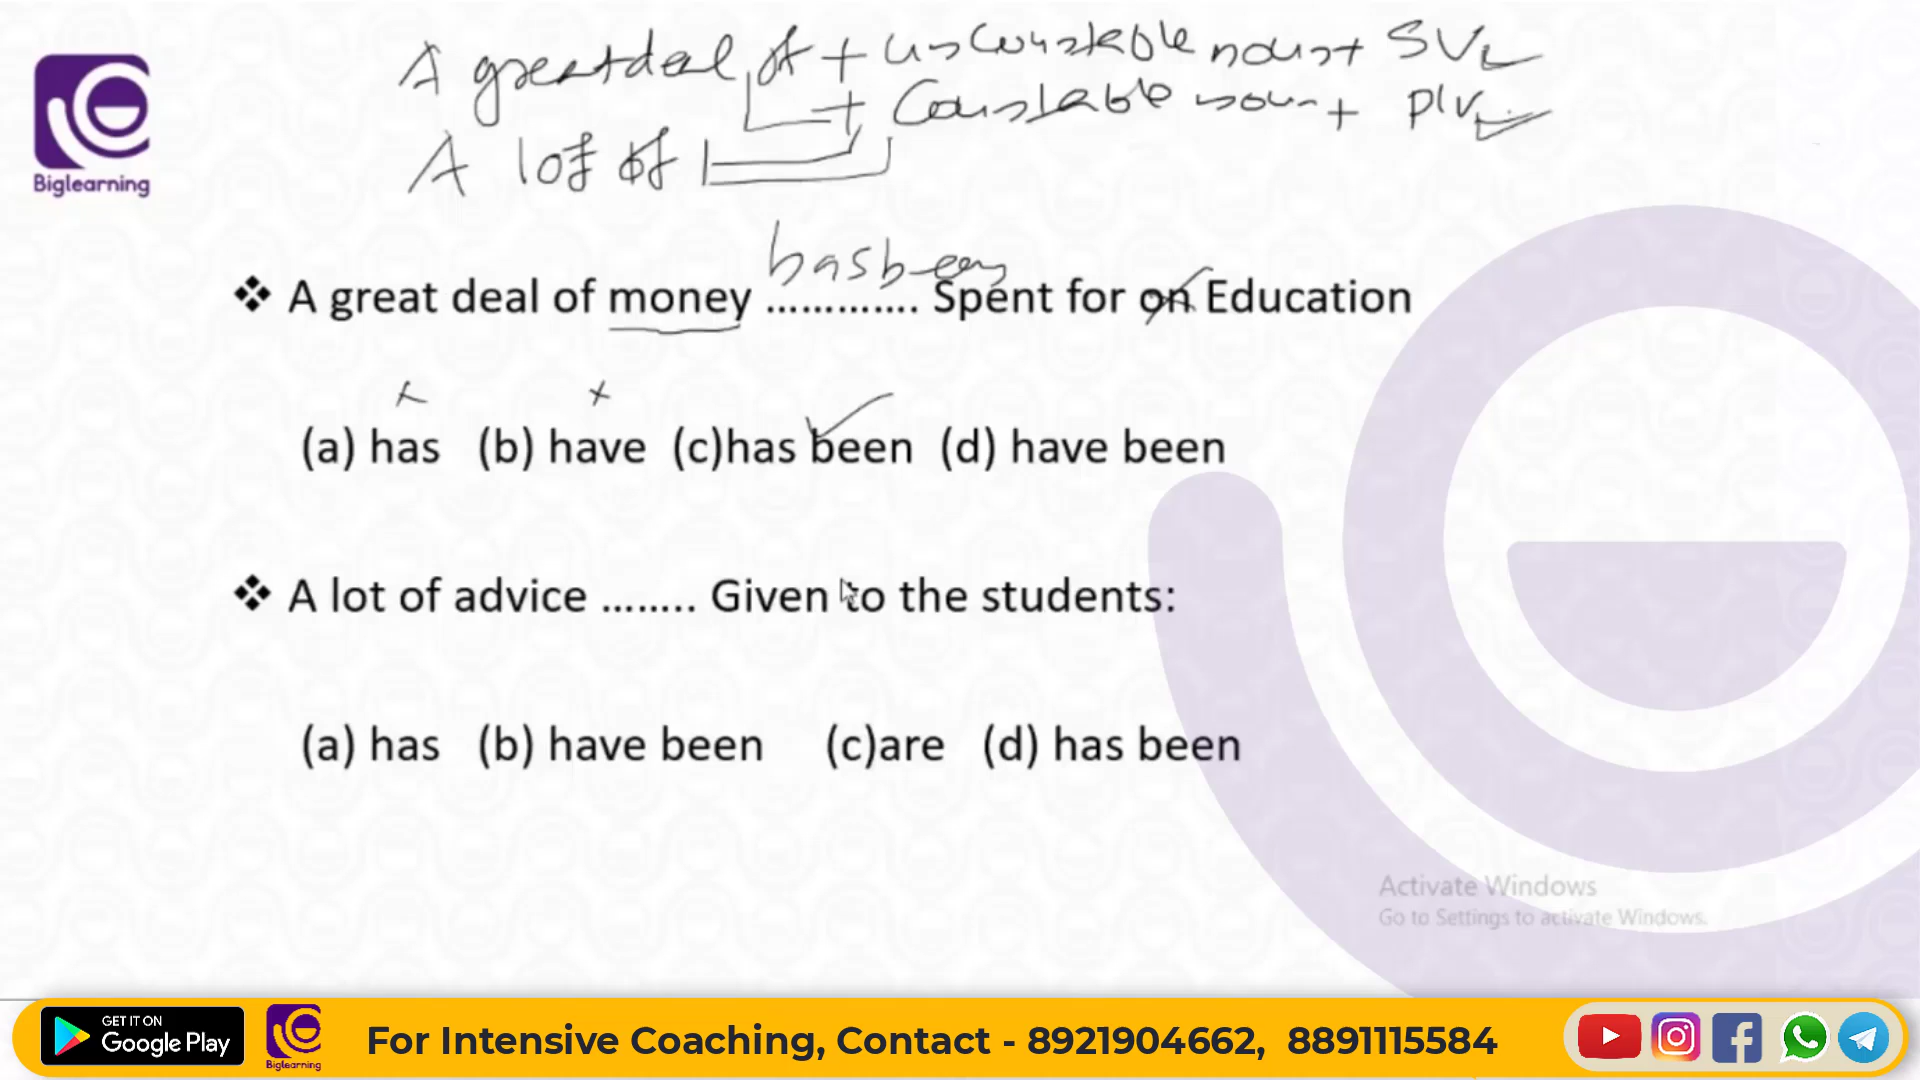 A great deal of + uncountable noun + SV
+ Countable noun + PlV
A lot of
Biglearning
has been
❖ A great deal of money ............. Spent for on Education
(a) has (b) have (c)has been (d) have been
❖ A lot of advice ........ Given to the students:
(a) has (b) have been (c)are (d) has been
Activate Windows
Go to Settings to activate Windows.
GET IT ON
Google Play
Biglearning
For Intensive Coaching, Contact - 8921904662, 8891115584